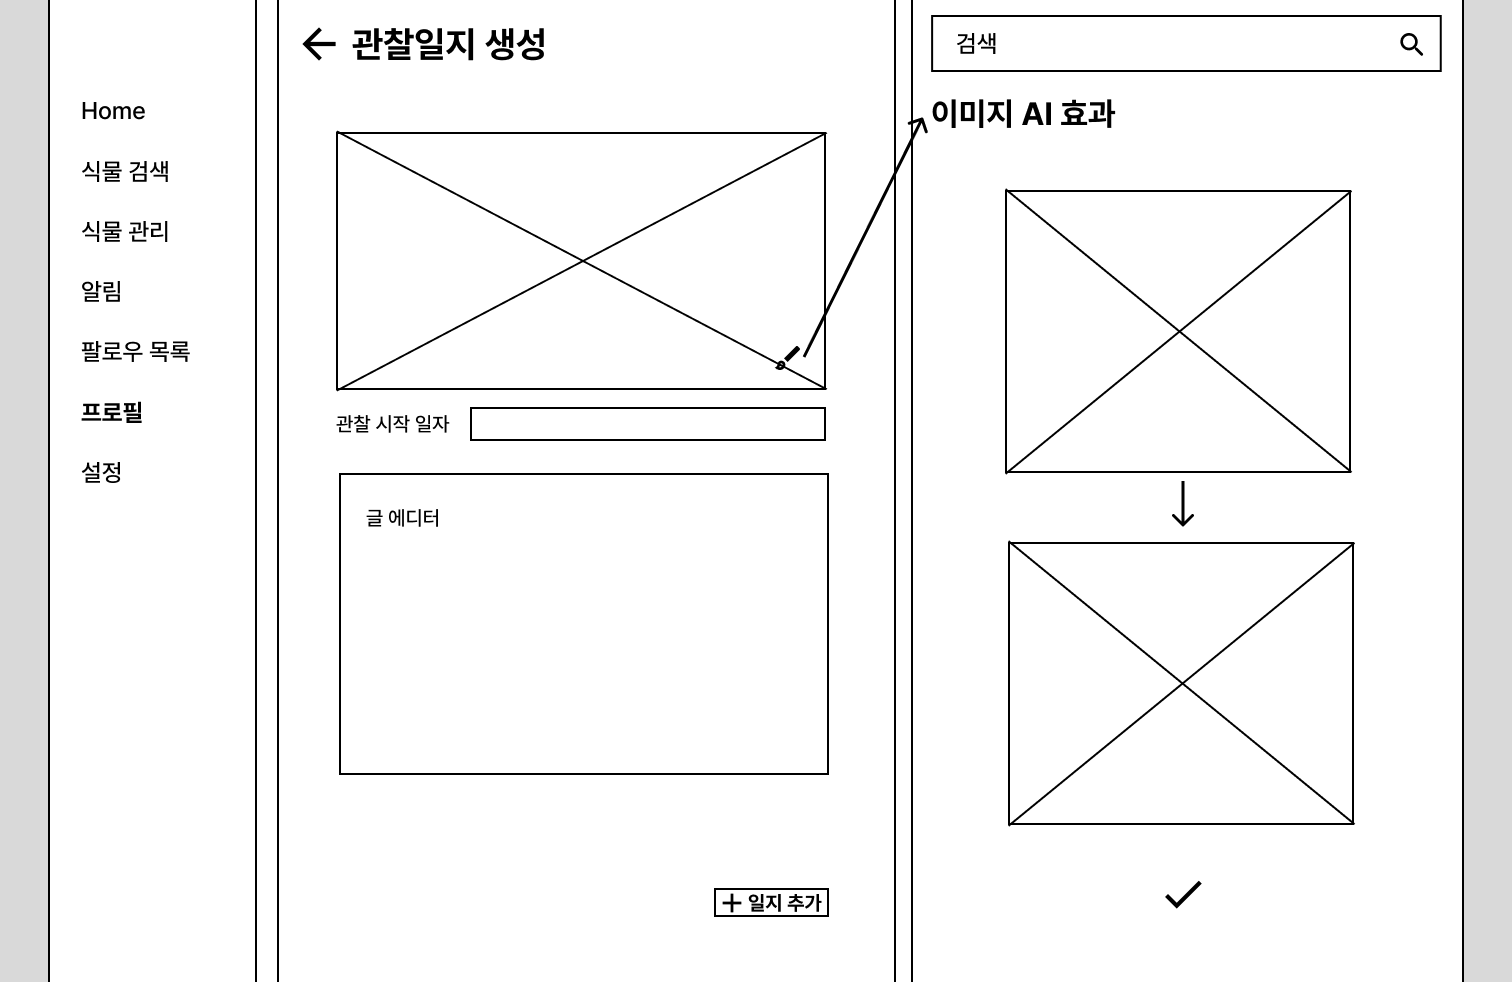 Home
식물 검색
식물 관리
알림
팔로우 목록
프로필
설정
관찰일지 생성
관찰 시작 일자
글 에디터
일지 추가
검색
이미지 AI 효과